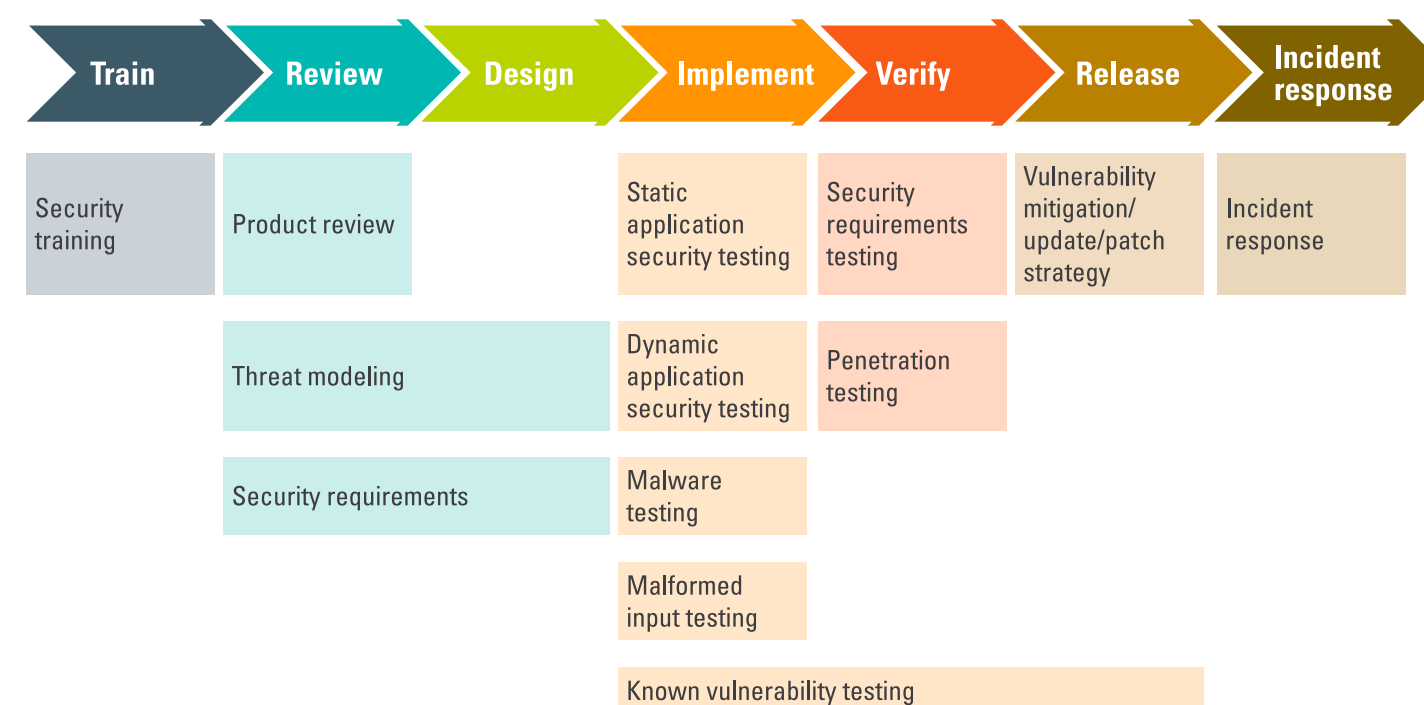 Train
Review
Design
Implement
Verify
Release
Incident
response
Security
training
Product review
Static
application
security testing
Security
requirements
testing
Vulnerability
mitigation/
update/patch
strategy
Incident
response
Threat modeling
Dynamic
application
security testing
Penetration
testing
Security requirements
Malware
testing
Malformed
input testing
Known vulnerability testing